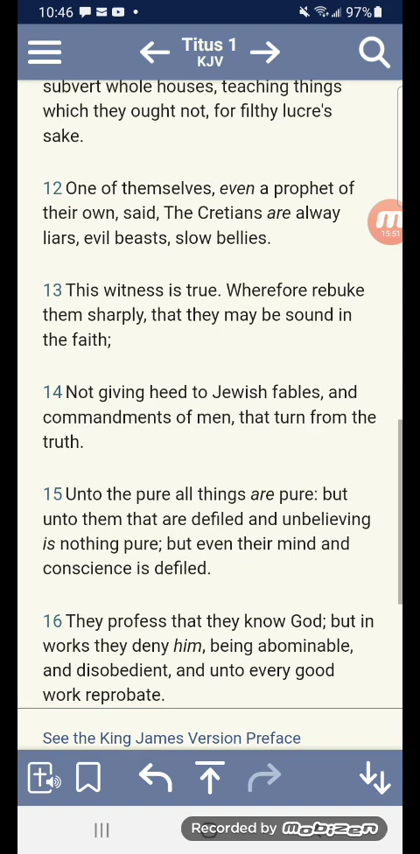 10:46 97%
Titus 1
KJV
subvert whole houses, teaching things
which they ought not, for filthy lucre's
sake.
12 One of themselves, even a prophet of
their own, said, The Cretians are alway
liars, evil beasts, slow bellies.
15:51
13 This witness is true. Wherefore rebuke
them sharply, that they may be sound in
the faith;
14 Not giving heed to Jewish fables, and
commandments of men, that turn from the
truth.
15 Unto the pure all things are pure: but
unto them that are defiled and unbelieving
is nothing pure; but even their mind and
conscience is defiled.
16 They profess that they know God; but in
works they deny him, being abominable,
and disobedient, and unto every good
work reprobate.
See the King James Version Preface
Recorded by mobizen